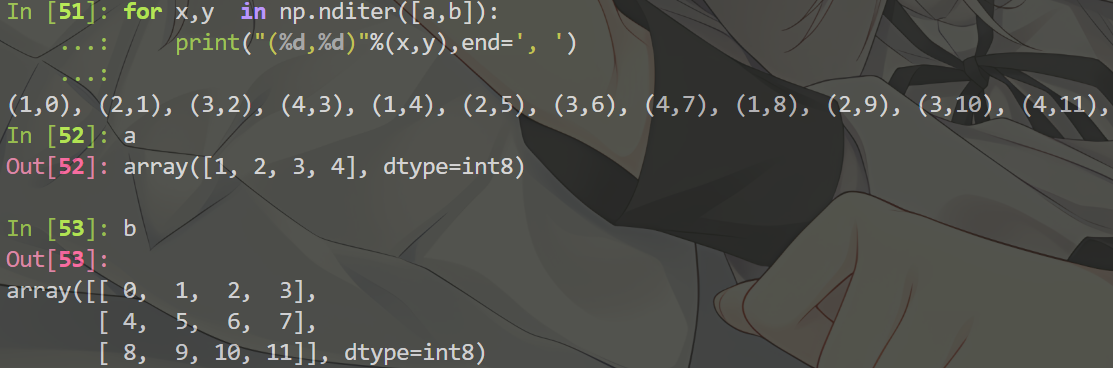 In [51]: for x,y  in np.nditer([a,b]):
    ...:     print("(%d,%d)"%(x,y),end=', ')
    ...:
(1,0), (2,1), (3,2), (4,3), (1,4), (2,5), (3,6), (4,7), (1,8), (2,9), (3,10), (4,11),
In [52]: a
Out[52]: array([1, 2, 3, 4], dtype=int8)
In [53]: b
Out[53]:
array([[ 0,  1,  2,  3],
       [ 4,  5,  6,  7],
       [ 8,  9, 10, 11]], dtype=int8)